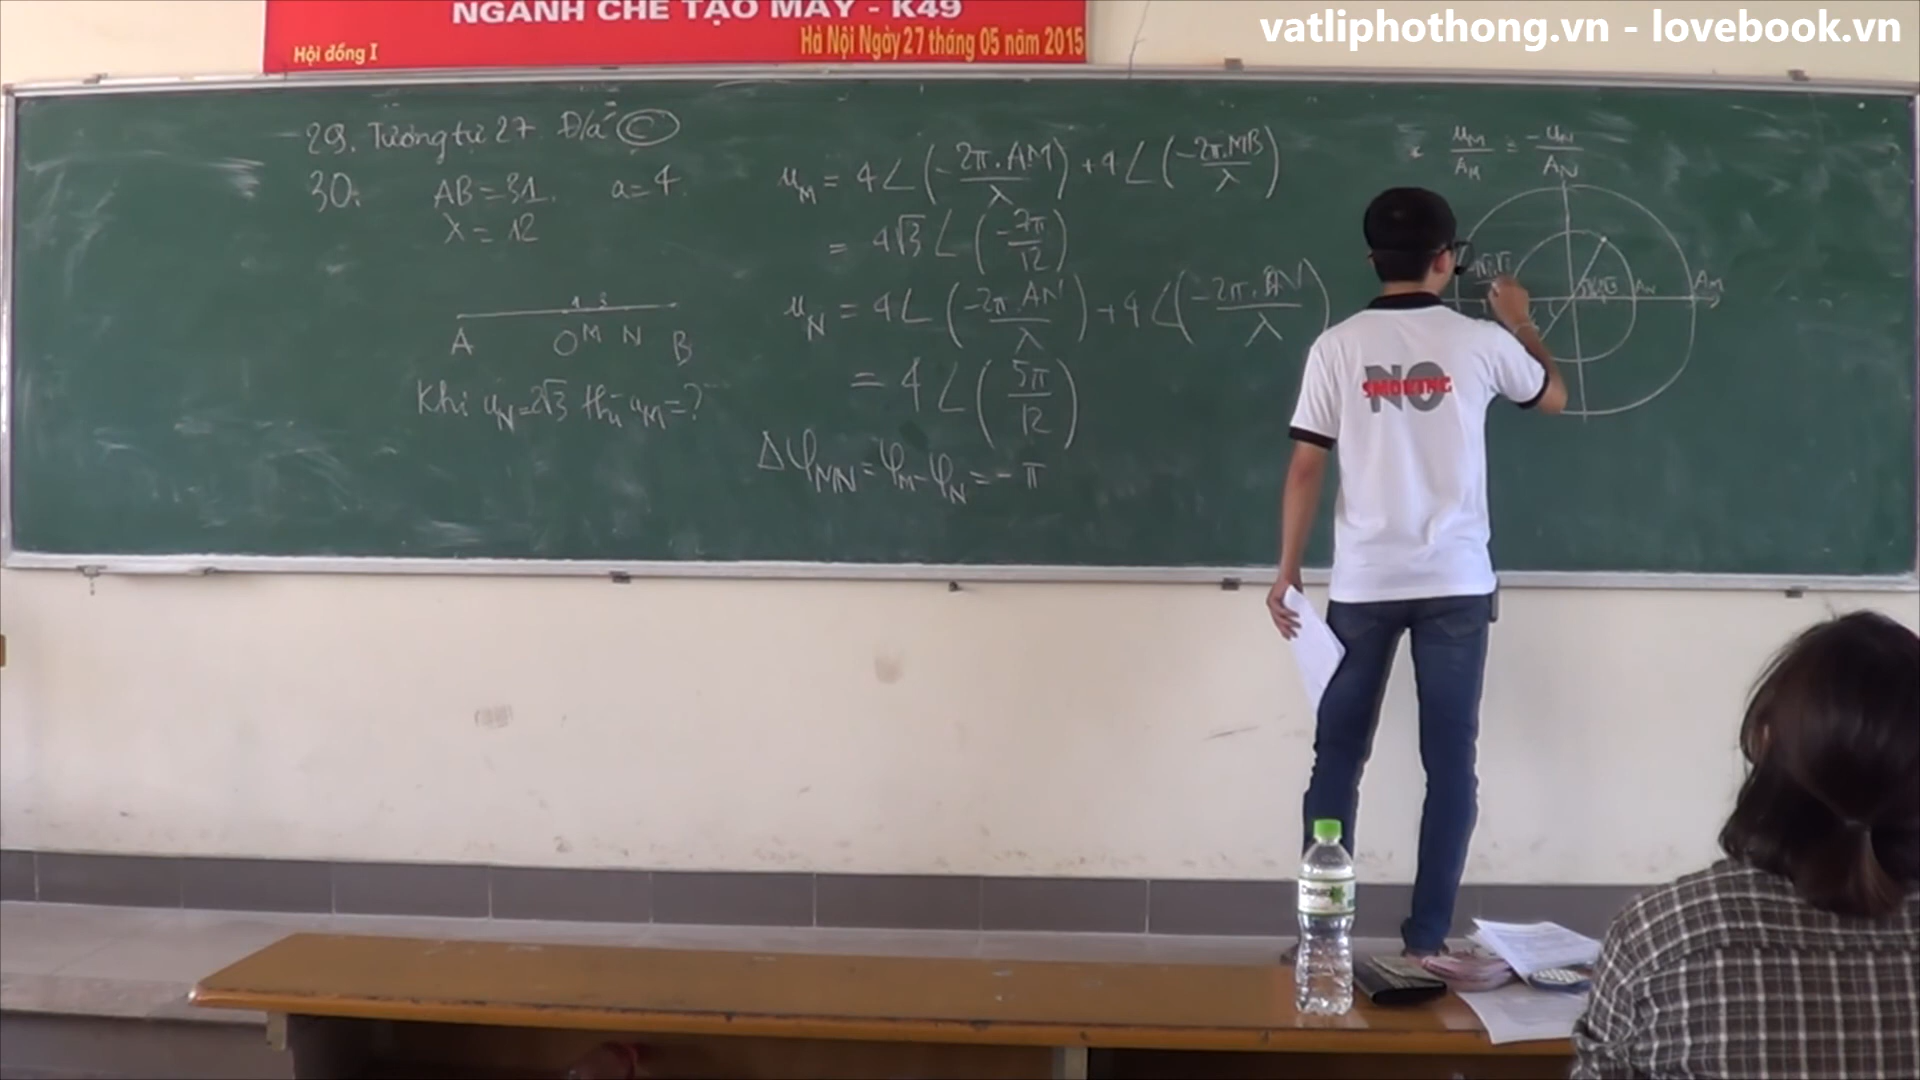 NGÀNH CHẾ TẠO MÁY - K49
Hà Nội Ngày 27 tháng 05 năm 2015
Hội đồng I
vatliphothong.vn - lovebook.vn
29. Tương tự 27 Đ/á C
30: AB = 31. a = 4
λ = 12
A O M N B
Khi u_N = 2√3 thì u_M = ?
u_M = 4∠(-2π.AM/λ) + 4∠(-2π.MB/λ)
= 4√3∠(-7π/12)
u_N = 4∠(-2π.AN/λ) + 4∠(-2π.BN/λ)
= 4∠(5π/12)
Δφ_MN = φ_M - φ_N = -π
u_M/A_M = -u_N/A_N
A_N A_M
NO
SMOKING